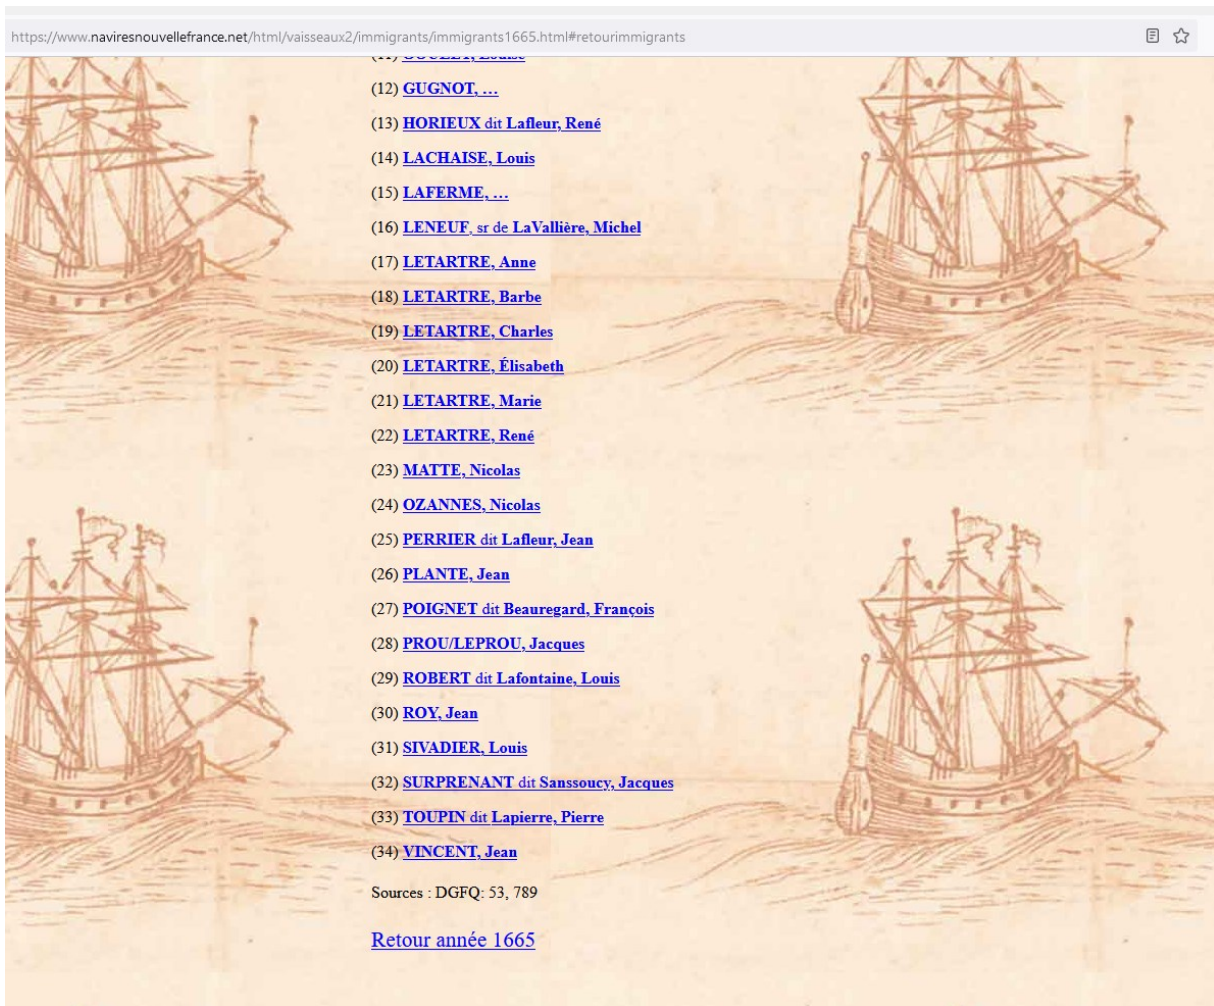 https://www.naviresnouvellefrance.net/html/vaisseaux2/immigrants/immigrants1665.html#retourimmigrants
(11) GOULET, Louise
(12) GUGNOT, …
(13) HORIEUX dit Lafleur, René
(14) LACHAISE, Louis
(15) LAFERME, …
(16) LENEUF, sr de LaVallière, Michel
(17) LETARTRE, Anne
(18) LETARTRE, Barbe
(19) LETARTRE, Charles
(20) LETARTRE, Élisabeth
(21) LETARTRE, Marie
(22) LETARTRE, René
(23) MATTE, Nicolas
(24) OZANNES, Nicolas
(25) PERRIER dit Lafleur, Jean
(26) PLANTE, Jean
(27) POIGNET dit Beauregard, François
(28) PROU/LEPROU, Jacques
(29) ROBERT dit Lafontaine, Louis
(30) ROY, Jean
(31) SIVADIER, Louis
(32) SURPRENANT dit Sanssoucy, Jacques
(33) TOUPIN dit Lapierre, Pierre
(34) VINCENT, Jean
Sources : DGFQ: 53, 789
Retour année 1665